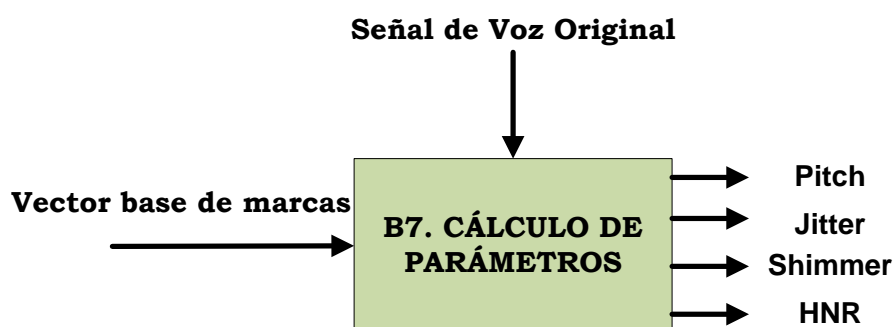 Señal de Voz Original
Vector base de marcas
B7. CÁLCULO DE
PARÁMETROS
Pitch
Jitter
Shimmer
HNR